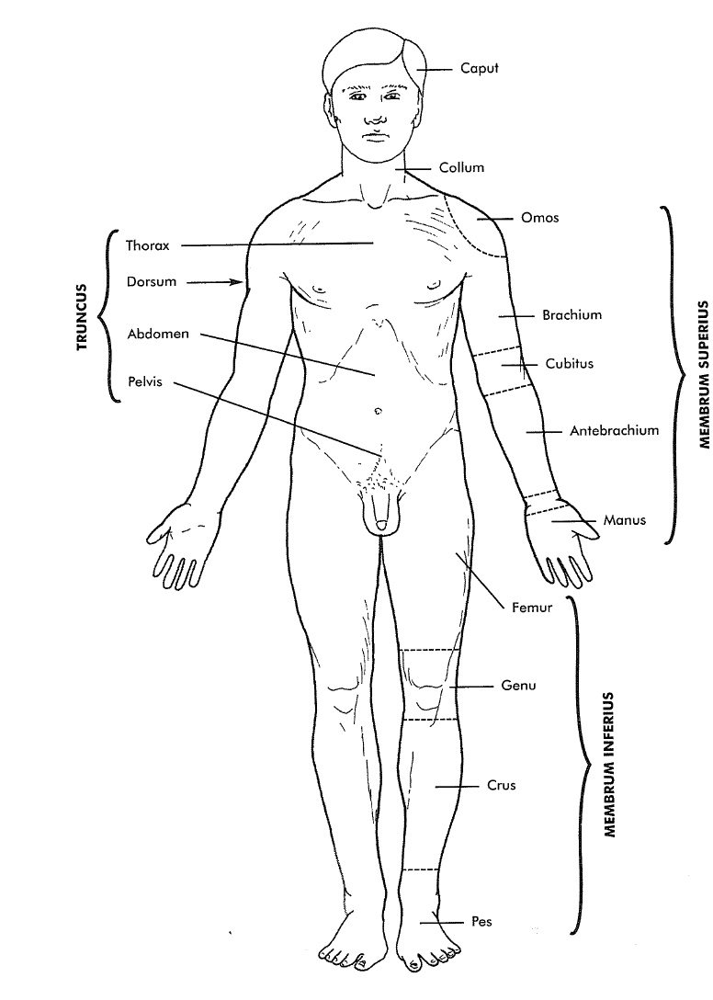 Caput
Collum
Omos
Thorax
Dorsum
TRUNCUS
Brachium
Abdomen
Cubitus
Pelvis
MEMBRUM SUPERIUS
Antebrachium
Manus
Femur
Genu
MEMBRUM INFERIUS
Crus
Pes